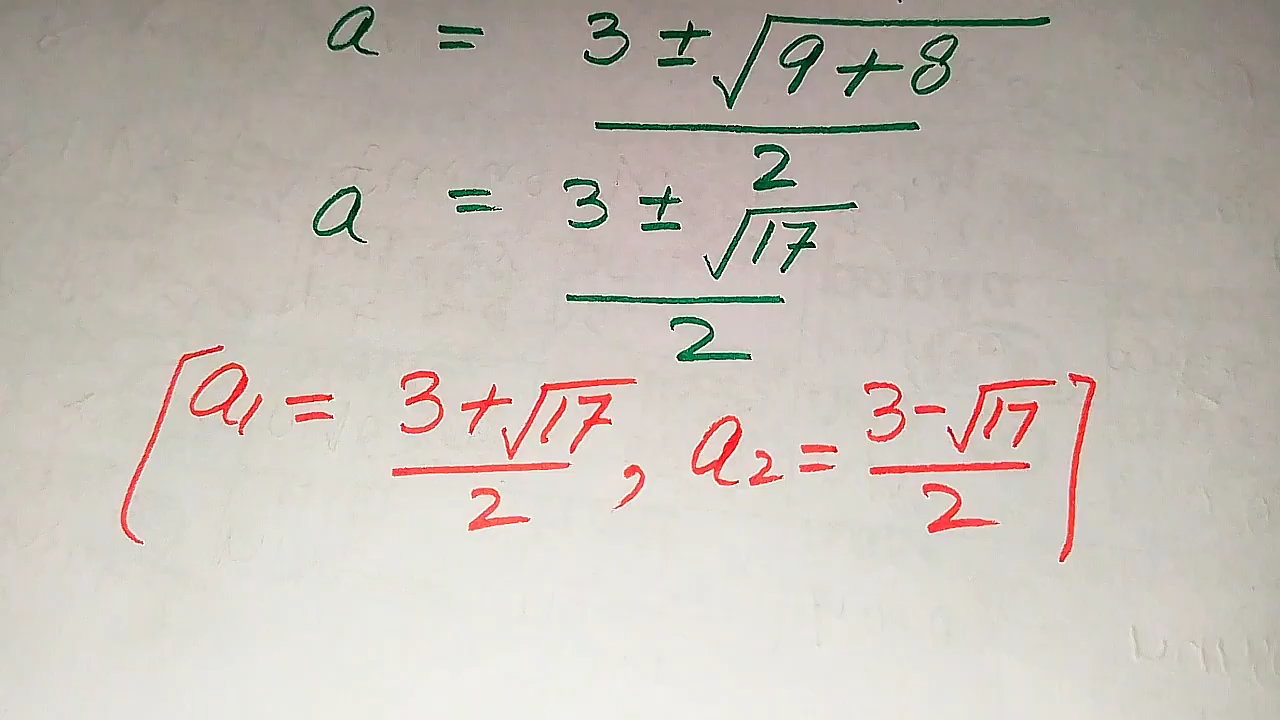 a = 3 ± √9 + 8
2
a = 3 ± √17
2
[a₁ = 3 + √17 / 2 , a₂ = 3 - √17 / 2]